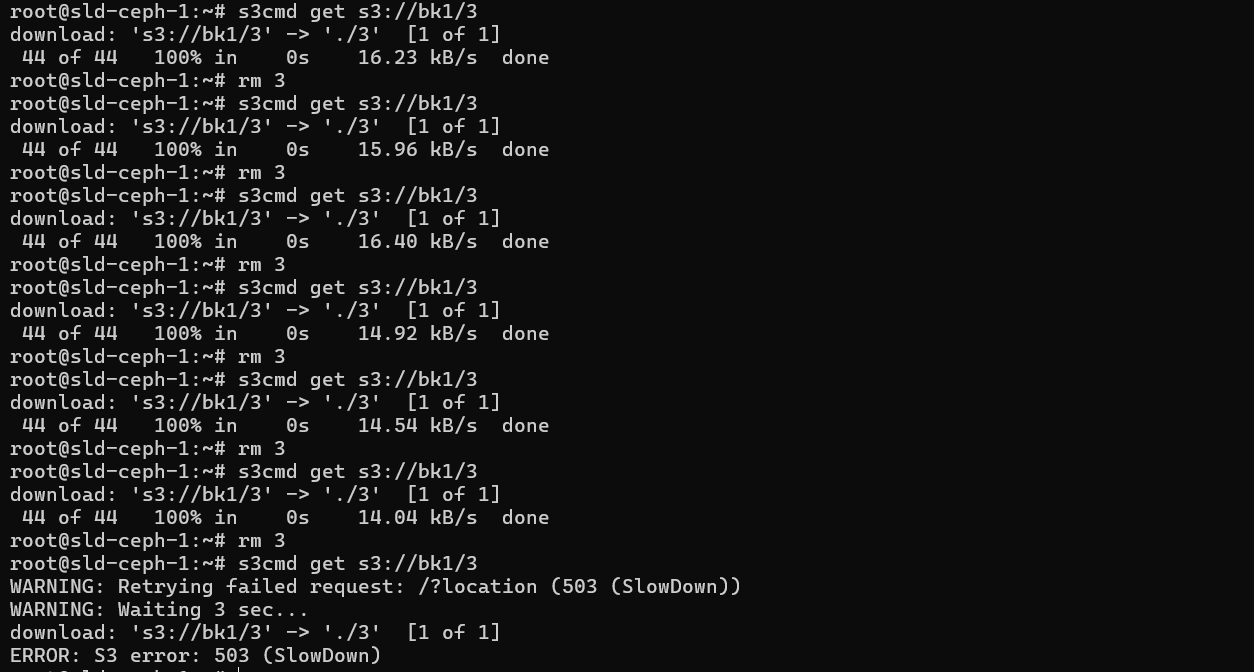 root@sld-ceph-1:~# s3cmd get s3://bk1/3
download: 's3://bk1/3' -> './3'  [1 of 1]
 44 of 44   100% in    0s    16.23 kB/s  done
root@sld-ceph-1:~# rm 3
root@sld-ceph-1:~# s3cmd get s3://bk1/3
download: 's3://bk1/3' -> './3'  [1 of 1]
 44 of 44   100% in    0s    15.96 kB/s  done
root@sld-ceph-1:~# rm 3
root@sld-ceph-1:~# s3cmd get s3://bk1/3
download: 's3://bk1/3' -> './3'  [1 of 1]
 44 of 44   100% in    0s    16.40 kB/s  done
root@sld-ceph-1:~# rm 3
root@sld-ceph-1:~# s3cmd get s3://bk1/3
download: 's3://bk1/3' -> './3'  [1 of 1]
 44 of 44   100% in    0s    14.92 kB/s  done
root@sld-ceph-1:~# rm 3
root@sld-ceph-1:~# s3cmd get s3://bk1/3
download: 's3://bk1/3' -> './3'  [1 of 1]
 44 of 44   100% in    0s    14.54 kB/s  done
root@sld-ceph-1:~# rm 3
root@sld-ceph-1:~# s3cmd get s3://bk1/3
download: 's3://bk1/3' -> './3'  [1 of 1]
 44 of 44   100% in    0s    14.04 kB/s  done
root@sld-ceph-1:~# rm 3
root@sld-ceph-1:~# s3cmd get s3://bk1/3
WARNING: Retrying failed request: /?location (503 (SlowDown))
WARNING: Waiting 3 sec...
download: 's3://bk1/3' -> './3'  [1 of 1]
ERROR: S3 error: 503 (SlowDown)